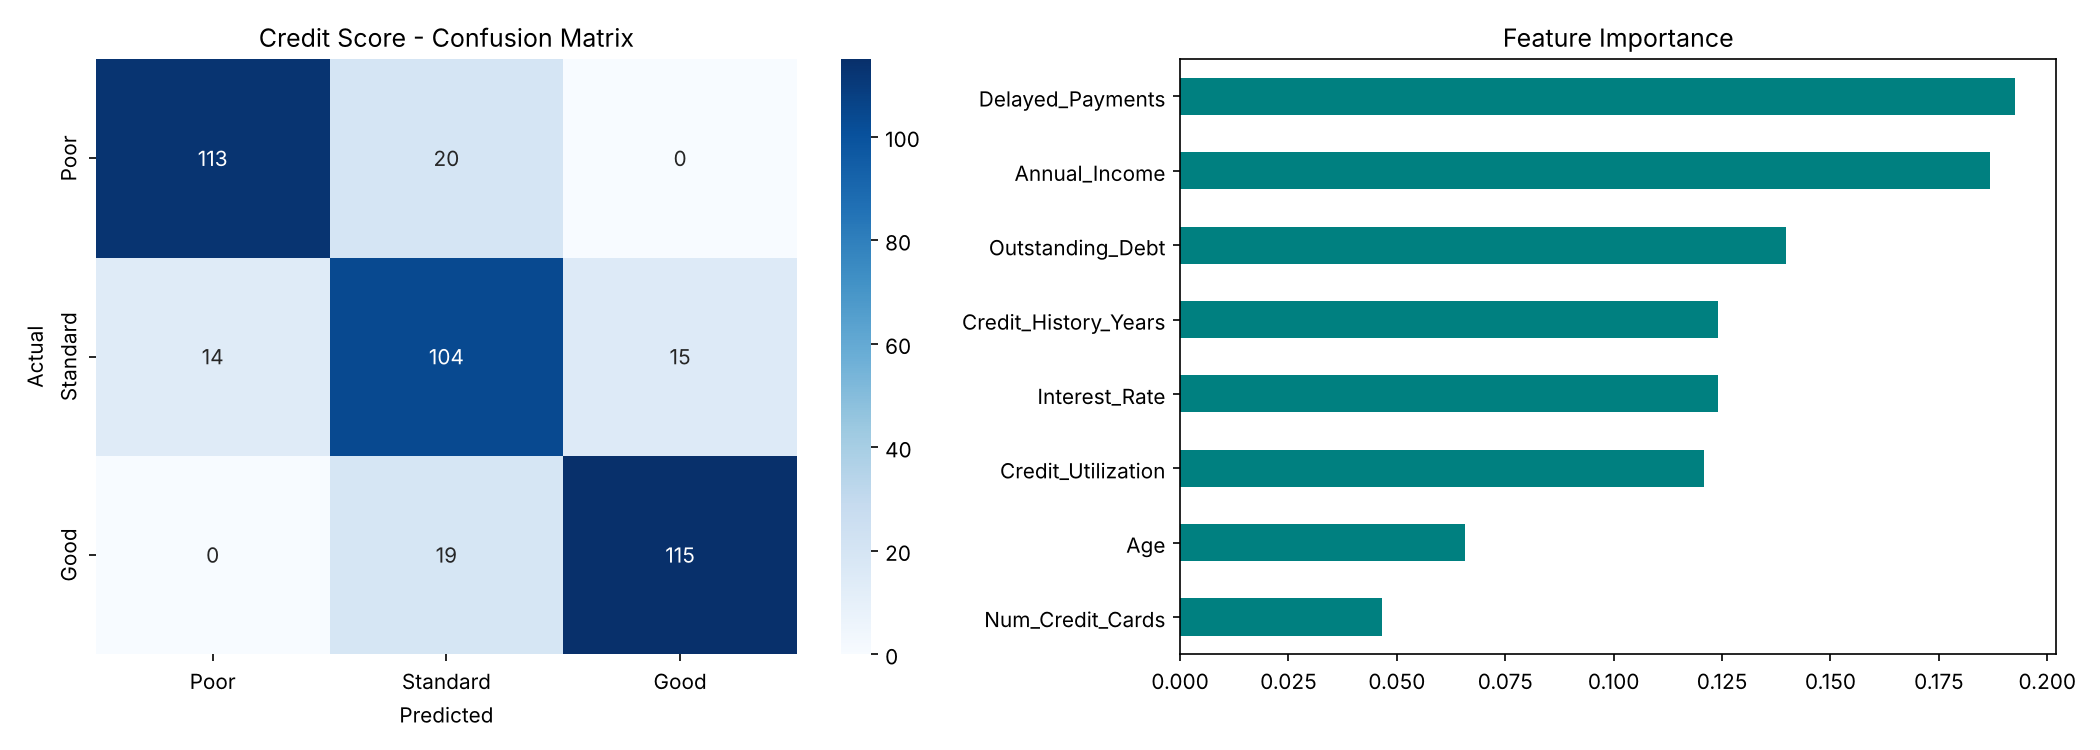 Credit Score - Confusion Matrix
Actual
Poor
113
20
0
Standard
14
104
15
Good
0
19
115
Poor
Standard
Good
Predicted
100
80
60
40
20
0
Feature Importance
Delayed_Payments
Annual_Income
Outstanding_Debt
Credit_History_Years
Interest_Rate
Credit_Utilization
Age
Num_Credit_Cards
0.000
0.025
0.050
0.075
0.100
0.125
0.150
0.175
0.200